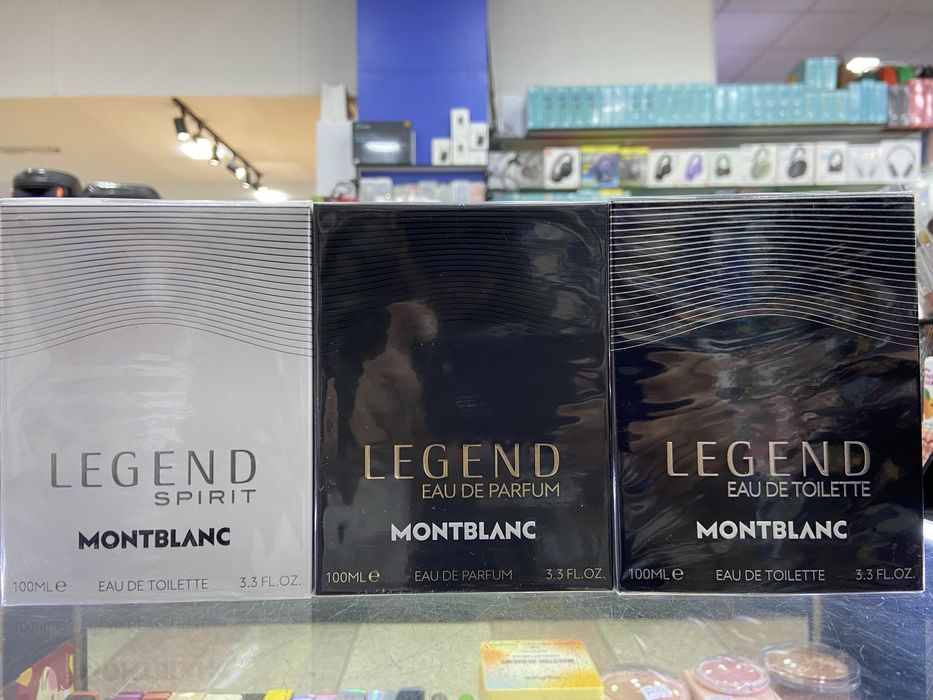 LEGEND
SPIRIT
MONTBLANC
100ML e EAU DE TOILETTE 3.3 FL.OZ.
LEGEND
EAU DE PARFUM
MONTBLANC
100ML e EAU DE PARFUM 3.3 FL.OZ.
LEGEND
EAU DE TOILETTE
MONTBLANC
100ML e EAU DE TOILETTE 3.3 FL.OZ.